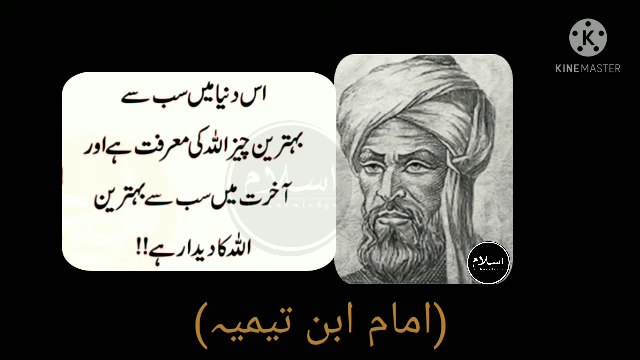 KINEMASTER
اس دنیا میں سب سے
بہترین چیز اللہ کی معرفت ہے اور
آخرت میں سب سے بہترین
اللہ کا دیدار ہے!!
اسلام
اسلام
(امام ابن تیمیہ)